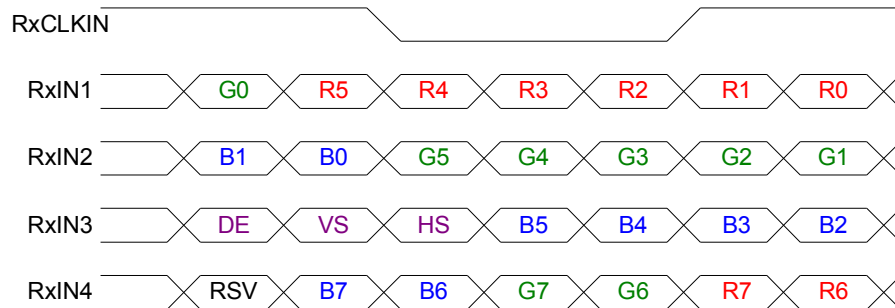 RxCLKIN
RxIN1 G0 R5 R4 R3 R2 R1 R0
RxIN2 B1 B0 G5 G4 G3 G2 G1
RxIN3 DE VS HS B5 B4 B3 B2
RxIN4 RSV B7 B6 G7 G6 R7 R6